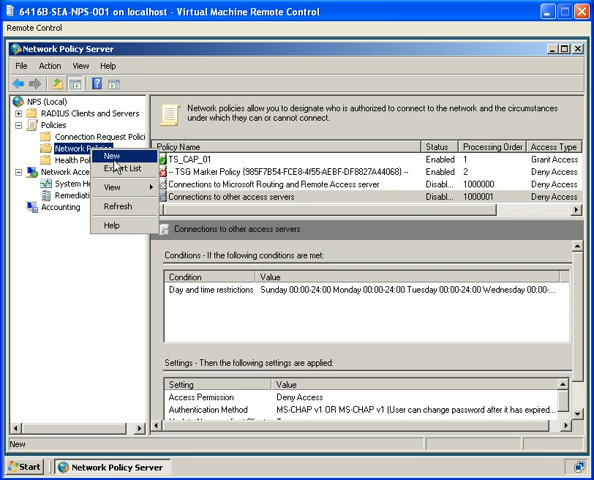 6416B-SEA-NPS-001 on localhost - Virtual Machine Remote Control
Remote Control
Network Policy Server
File Action View Help
NPS (Local)
RADIUS Clients and Servers
Policies
Connection Request Polici
Network Policies
Health Pol
Network Acce
System He
Remediati
Accounting
New
Export List
View
Refresh
Help
Network policies allow you to designate who is authorized to connect to the network and the circumstances
under which they can or cannot connect.
Policy Name Status Processing Order Access Type
TS_CAP_01 Enabled 1 Grant Access
-- TSG Marker Policy {985F7B54-FCE8-4f55-AEBF-DF8827A44068} -- Enabled 2 Deny Access
Connections to Microsoft Routing and Remote Access server Disabl... 1000000 Deny Access
Connections to other access servers Disabl... 1000001 Deny Access
Connections to other access servers
Conditions - If the following conditions are met:
Condition Value
Day and time restrictions Sunday 00:00-24:00 Monday 00:00-24:00 Tuesday 00:00-24:00 Wednesday 00:00-...
Settings - Then the following settings are applied:
Setting Value
Access Permission Deny Access
Authentication Method MS-CHAP v1 OR MS-CHAP v1 (User can change password after it has expired...
New
Start Network Policy Server